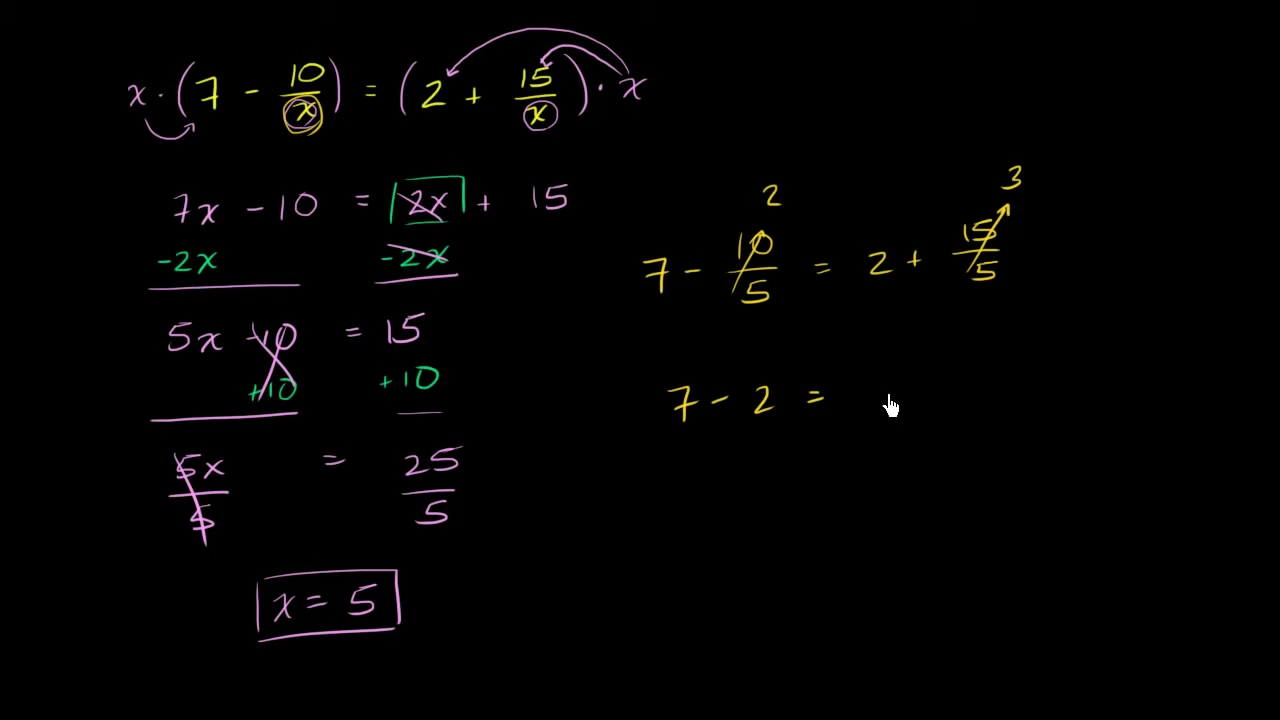 x · (7 - 10/x) = (2 + 15/x) · x
7x - 10 = 2x + 15
-2x -2x
5x -10 = 15
+10 +10
5x/5 = 25/5
x = 5
2 3
7 - 10/5 = 2 + 15/5
7 - 2 =